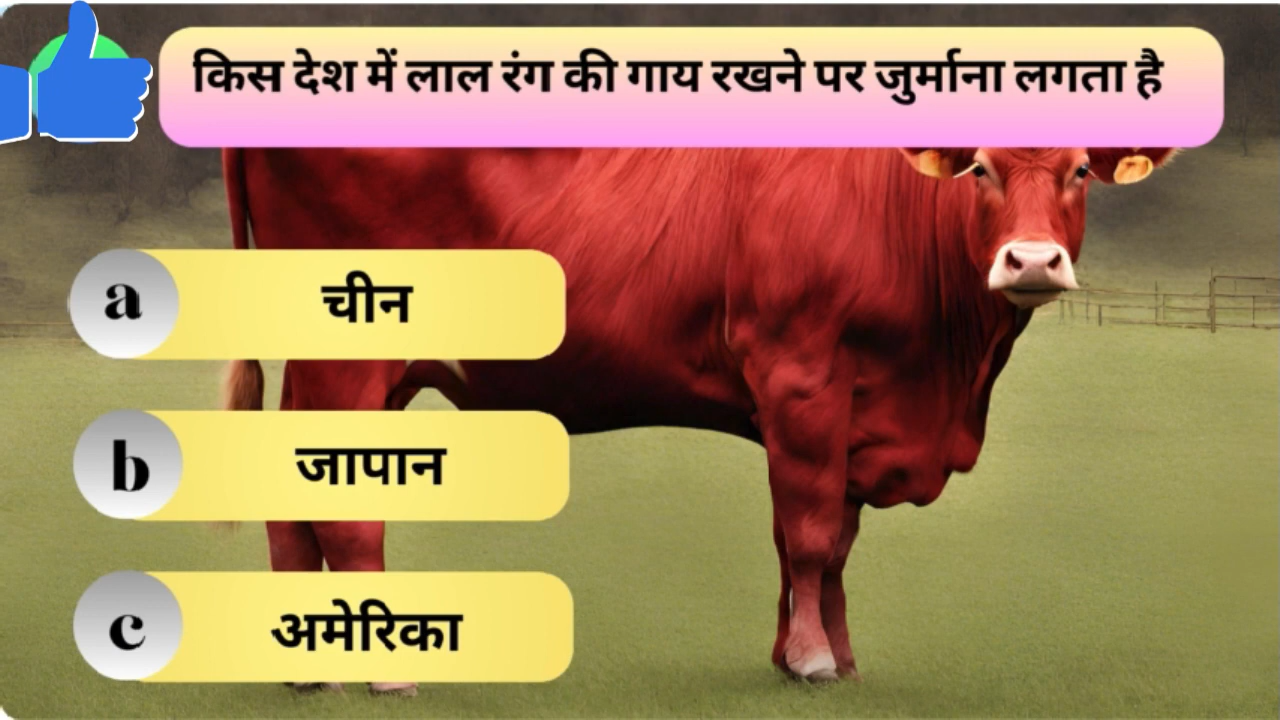 किस देश में लाल रंग की गाय रखने पर जुर्माना लगता है
a चीन
b जापान
c अमेरिका